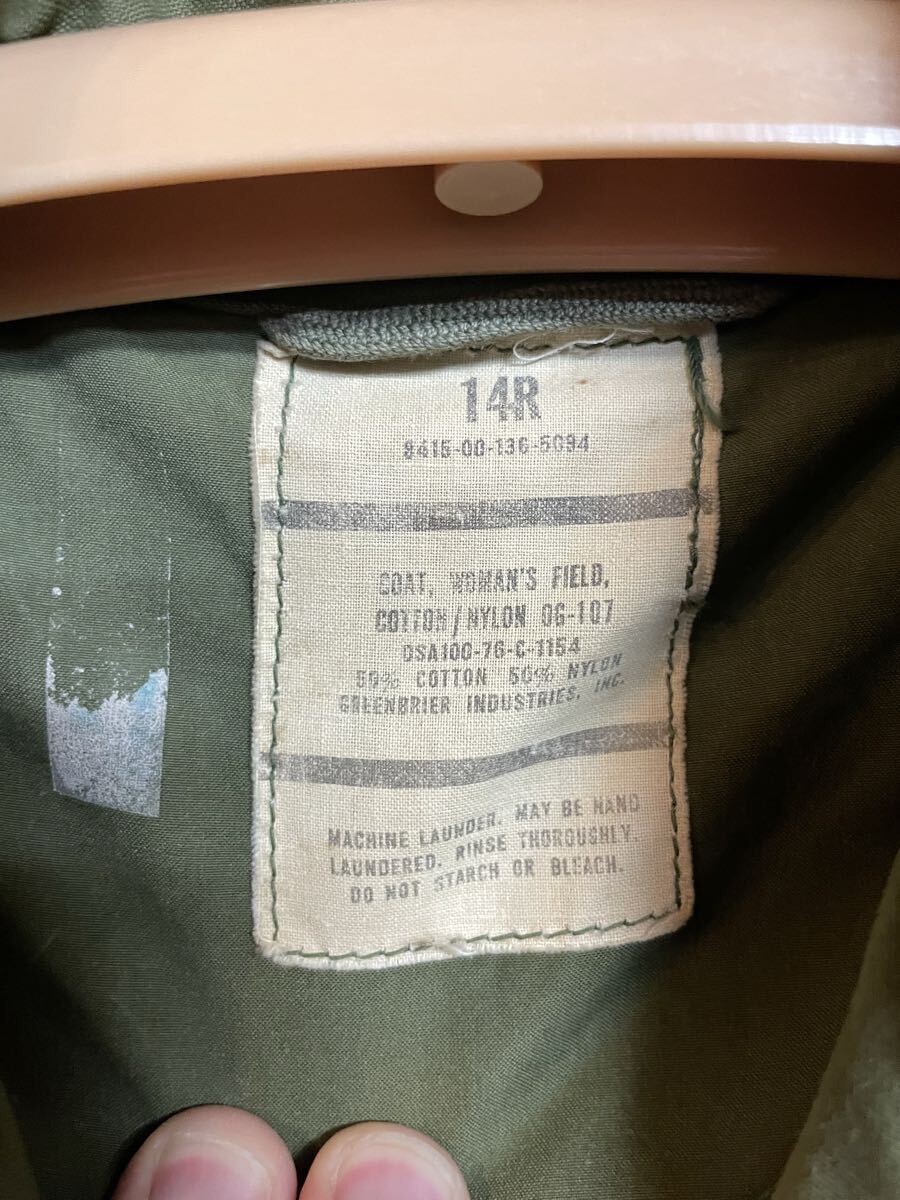 14R
8415-00-136-5094
COAT, WOMAN'S FIELD,
COTTON/NYLON OG-107
DSA100-76-C-1154
50% COTTON 50% NYLON
GREENBRIER INDUSTRIES, INC.
MACHINE LAUNDER. MAY BE HAND
LAUNDERED. RINSE THOROUGHLY.
DO NOT STARCH OR BLEACH.